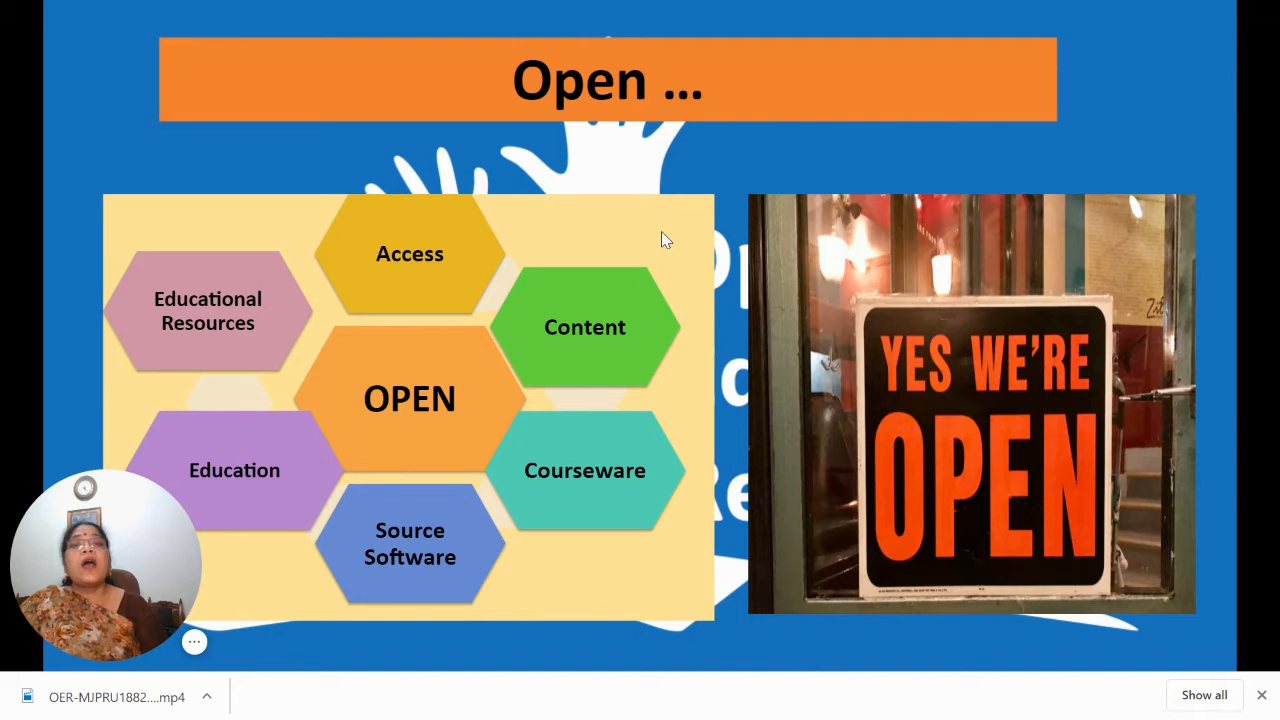 Open ...
Access
Educational
Resources
Content
OPEN
Education
Courseware
Source
Software
YES WE'RE
OPEN
OER-MJPRU1882....mp4
Show all